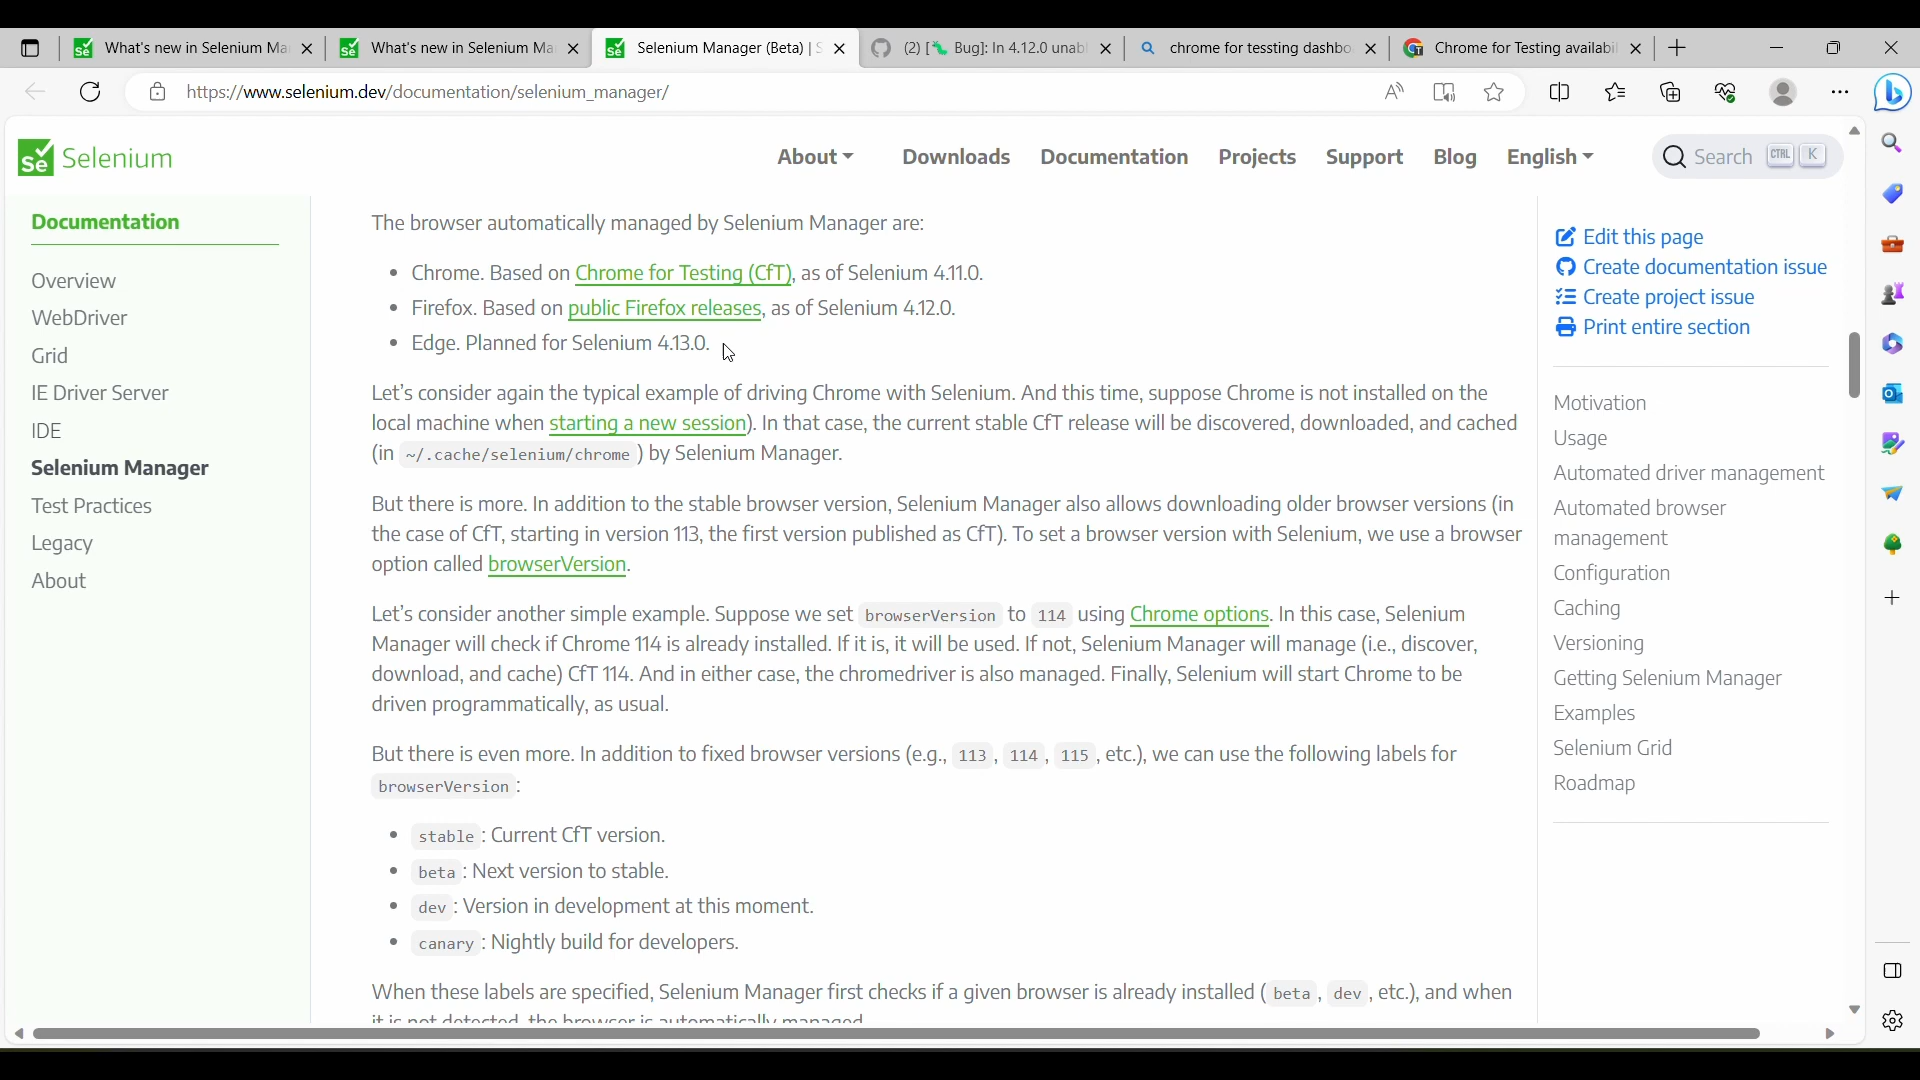 What's new in Selenium Ma
What's new in Selenium Ma
Selenium Manager (Beta) | S
(2) [🐛 Bug]: In 4.12.0 unab
chrome for tessting dashbo
Chrome for Testing availabil
https://www.selenium.dev/documentation/selenium_manager/
Selenium
About
Downloads
Documentation
Projects
Support
Blog
English
Search CTRL K
Documentation
Overview
WebDriver
Grid
IE Driver Server
IDE
Selenium Manager
Test Practices
Legacy
About
The browser automatically managed by Selenium Manager are:
• Chrome. Based on Chrome for Testing (CfT), as of Selenium 4.11.0.
• Firefox. Based on public Firefox releases, as of Selenium 4.12.0.
• Edge. Planned for Selenium 4.13.0.
Let's consider again the typical example of driving Chrome with Selenium. And this time, suppose Chrome is not installed on the
local machine when starting a new session). In that case, the current stable CfT release will be discovered, downloaded, and cached
(in ~/.cache/selenium/chrome ) by Selenium Manager.
But there is more. In addition to the stable browser version, Selenium Manager also allows downloading older browser versions (in
the case of CfT, starting in version 113, the first version published as CfT). To set a browser version with Selenium, we use a browser
option called browserVersion.
Let's consider another simple example. Suppose we set browserVersion to 114 using Chrome options. In this case, Selenium
Manager will check if Chrome 114 is already installed. If it is, it will be used. If not, Selenium Manager will manage (i.e., discover,
download, and cache) CfT 114. And in either case, the chromedriver is also managed. Finally, Selenium will start Chrome to be
driven programmatically, as usual.
But there is even more. In addition to fixed browser versions (e.g., 113 , 114 , 115 , etc.), we can use the following labels for
browserVersion :
• stable : Current CfT version.
• beta : Next version to stable.
• dev : Version in development at this moment.
• canary : Nightly build for developers.
When these labels are specified, Selenium Manager first checks if a given browser is already installed ( beta , dev , etc.), and when
it is not detected, the browser is automatically managed.
Edit this page
Create documentation issue
Create project issue
Print entire section
Motivation
Usage
Automated driver management
Automated browser
management
Configuration
Caching
Versioning
Getting Selenium Manager
Examples
Selenium Grid
Roadmap